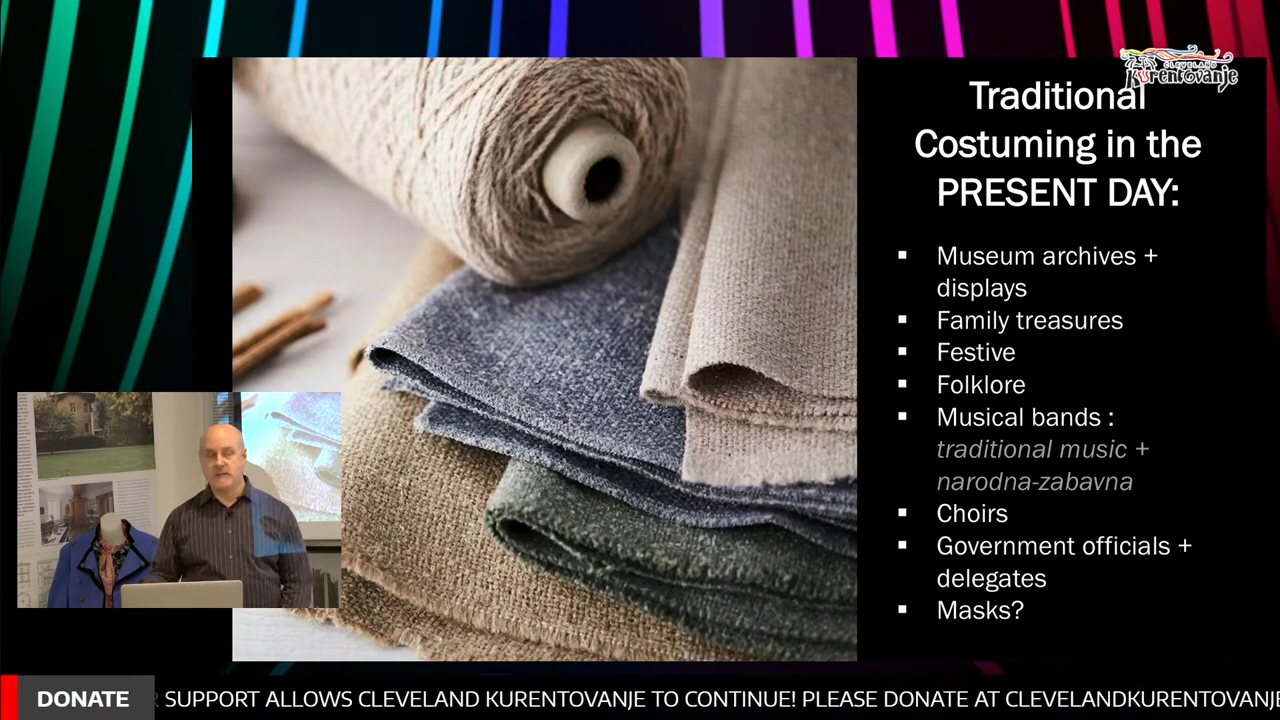 CLEVELAND
Kurentovanje
Traditional
Costuming in the
PRESENT DAY:
▪ Museum archives +
displays
▪ Family treasures
▪ Festive
▪ Folklore
▪ Musical bands :
traditional music +
narodna-zabavna
▪ Choirs
▪ Government officials +
delegates
▪ Masks?
DONATE
SUPPORT ALLOWS CLEVELAND KURENTOVANJE TO CONTINUE! PLEASE DONATE AT CLEVELANDKURENTOVANJE